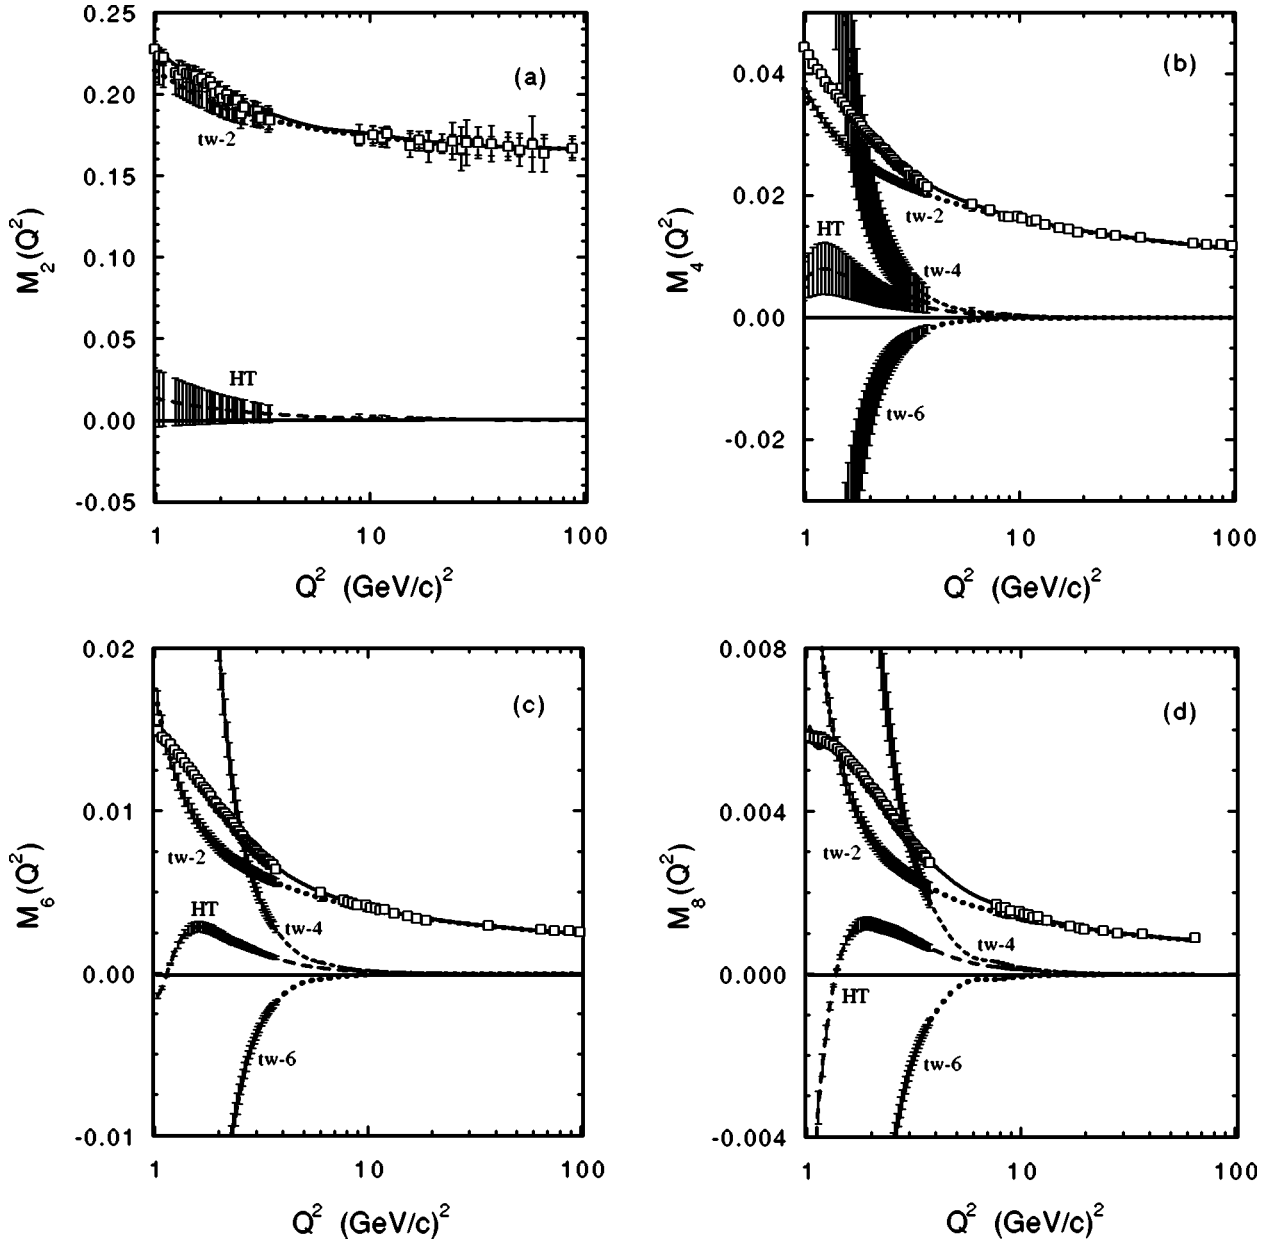 0.25
0.20
0.15
0.10
0.05
0.00
-0.05
M2(Q²)
(a)
tw-2
HT
1 10 100
Q² (GeV/c)²
0.04
0.02
0.00
-0.02
M4(Q²)
(b)
tw-2
HT
tw-4
tw-6
1 10 100
Q² (GeV/c)²
0.02
0.01
0.00
-0.01
M6(Q²)
(c)
tw-2
HT
tw-4
tw-6
1 10 100
Q² (GeV/c)²
0.008
0.004
0.000
-0.004
M8(Q²)
(d)
tw-2
tw-4
HT
tw-6
1 10 100
Q² (GeV/c)²